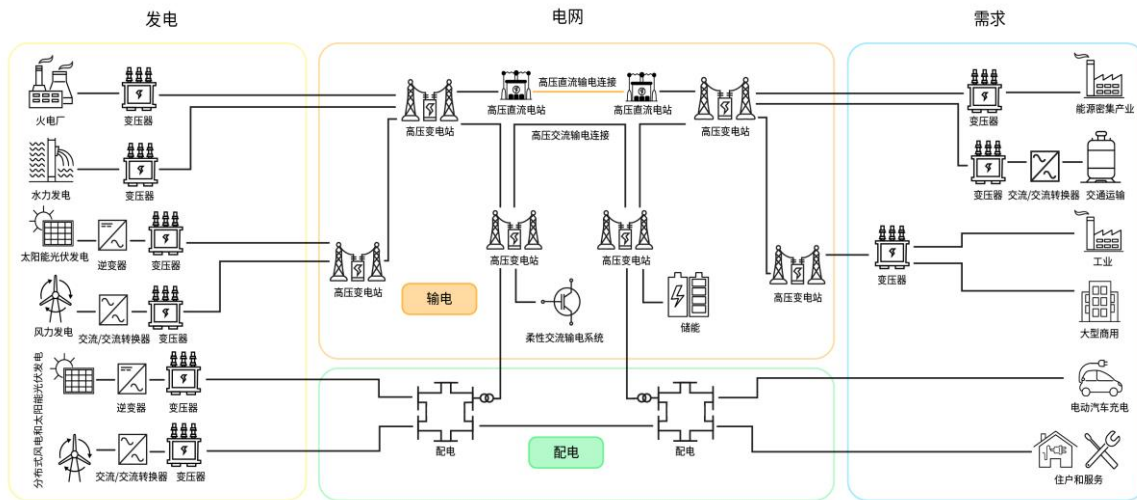 发电
电网
需求
火电厂
变压器
水力发电
变压器
太阳能光伏发电
逆变器
变压器
风力发电
交流/交流转换器
变压器
分布式风电和太阳能光伏发电
逆变器
变压器
交流/交流转换器
变压器
高压变电站
高压直流电站
高压直流输电连接
高压直流电站
高压变电站
高压交流输电连接
高压变电站
高压变电站
高压变电站
高压变电站
输电
柔性交流输电系统
储能
配电
配电
配电
变压器
能源密集产业
变压器
交流/交流转换器
交通运输
变压器
工业
大型商用
电动汽车充电
住户和服务